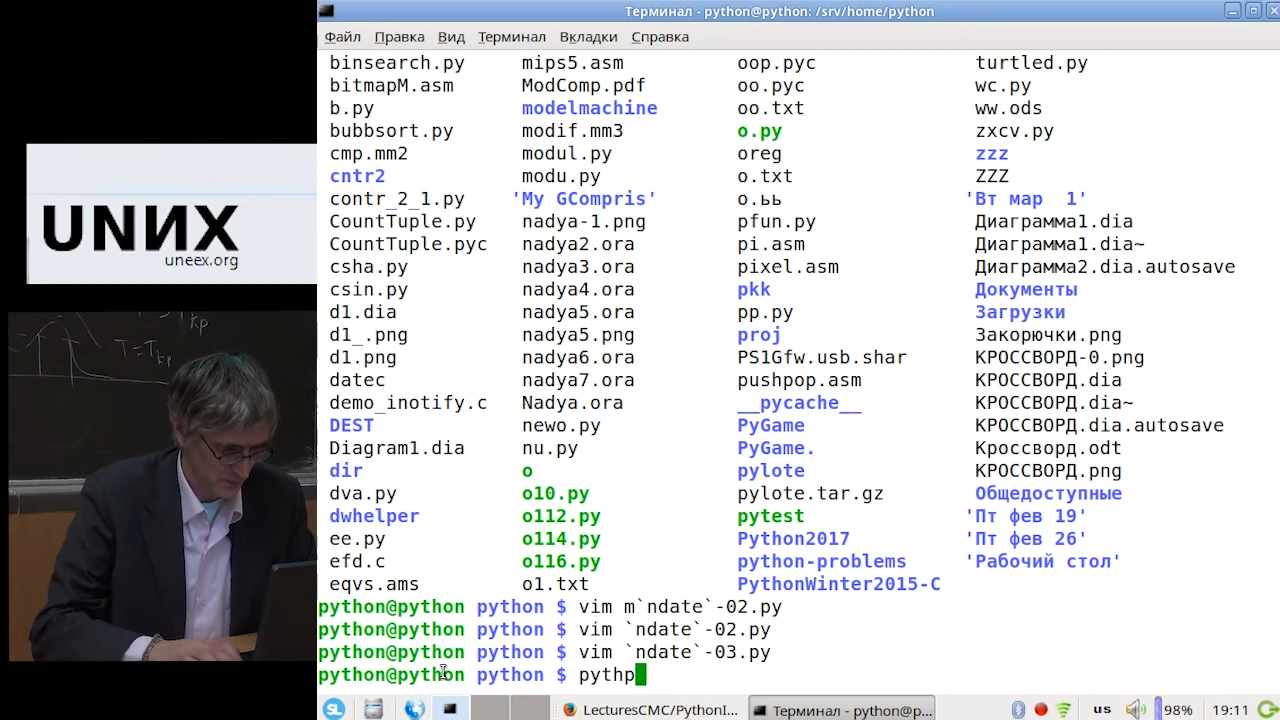 UNИX
uneex.org
T=Tкр
Терминал - python@python: /srv/home/python
Файл Правка Вид Терминал Вкладки Справка
binsearch.py mips5.asm oop.pyc turtled.py
bitmapM.asm ModComp.pdf oo.pyc wc.py
b.py modelmachine oo.txt ww.ods
bubbsort.py modif.mm3 o.py zxcv.py
cmp.mm2 modul.py oreg zzz
cntr2 modu.py o.txt ZZZ
contr_2_1.py 'My GCompris' o.ьь 'Вт мар  1'
CountTuple.py nadya-1.png pfun.py Диаграмма1.dia
CountTuple.pyc nadya2.ora pi.asm Диаграмма1.dia~
csha.py nadya3.ora pixel.asm Диаграмма2.dia.autosave
csin.py nadya4.ora pkk Документы
d1.dia nadya5.ora pp.py Загрузки
d1_.png nadya5.png proj Закорючки.png
d1.png nadya6.ora PS1Gfw.usb.shar КРОССВОРД-0.png
datec nadya7.ora pushpop.asm КРОССВОРД.dia
demo_inotify.c Nadya.ora __pycache__ КРОССВОРД.dia~
DEST newo.py PyGame КРОССВОРД.dia.autosave
Diagram1.dia nu.py PyGame. Кроссворд.odt
dir o pylote КРОССВОРД.png
dva.py o10.py pylote.tar.gz Общедоступные
dwhelper o112.py pytest 'Пт фев 19'
ee.py o114.py Python2017 'Пт фев 26'
efd.c o116.py python-problems 'Рабочий стол'
eqvs.ams o1.txt PythonWinter2015-C
python@python python $ vim m`ndate`-02.py
python@python python $ vim `ndate`-02.py
python@python python $ vim `ndate`-03.py
python@python python $ pythp
LecturesCMC/PythonI... Терминал - python@p... us 98% 19:11